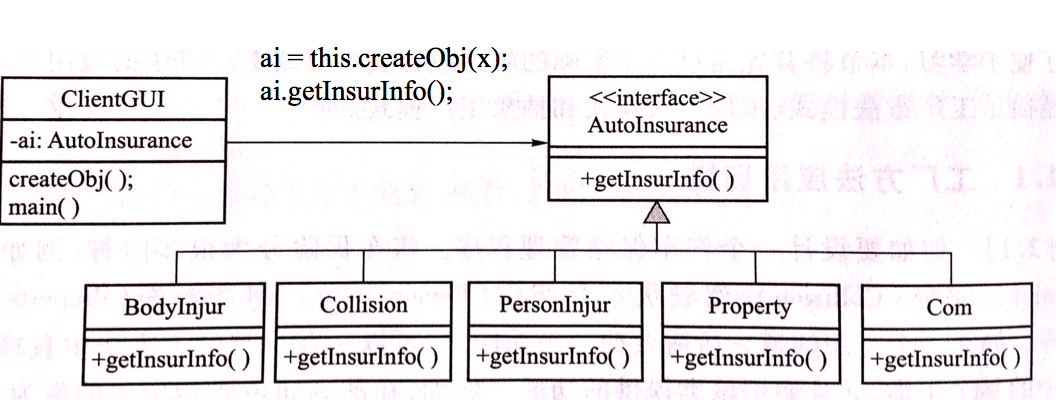 ai = this.createObj(x);
ai.getInsurInfo();
ClientGUI
-ai: AutoInsurance
createObj( );
main( )
<<interface>>
AutoInsurance
+getInsurInfo( )
BodyInjur
+getInsurInfo( )
Collision
+getInsurInfo( )
PersonInjur
+getInsurInfo( )
Property
+getInsurInfo( )
Com
+getInsurInfo( )